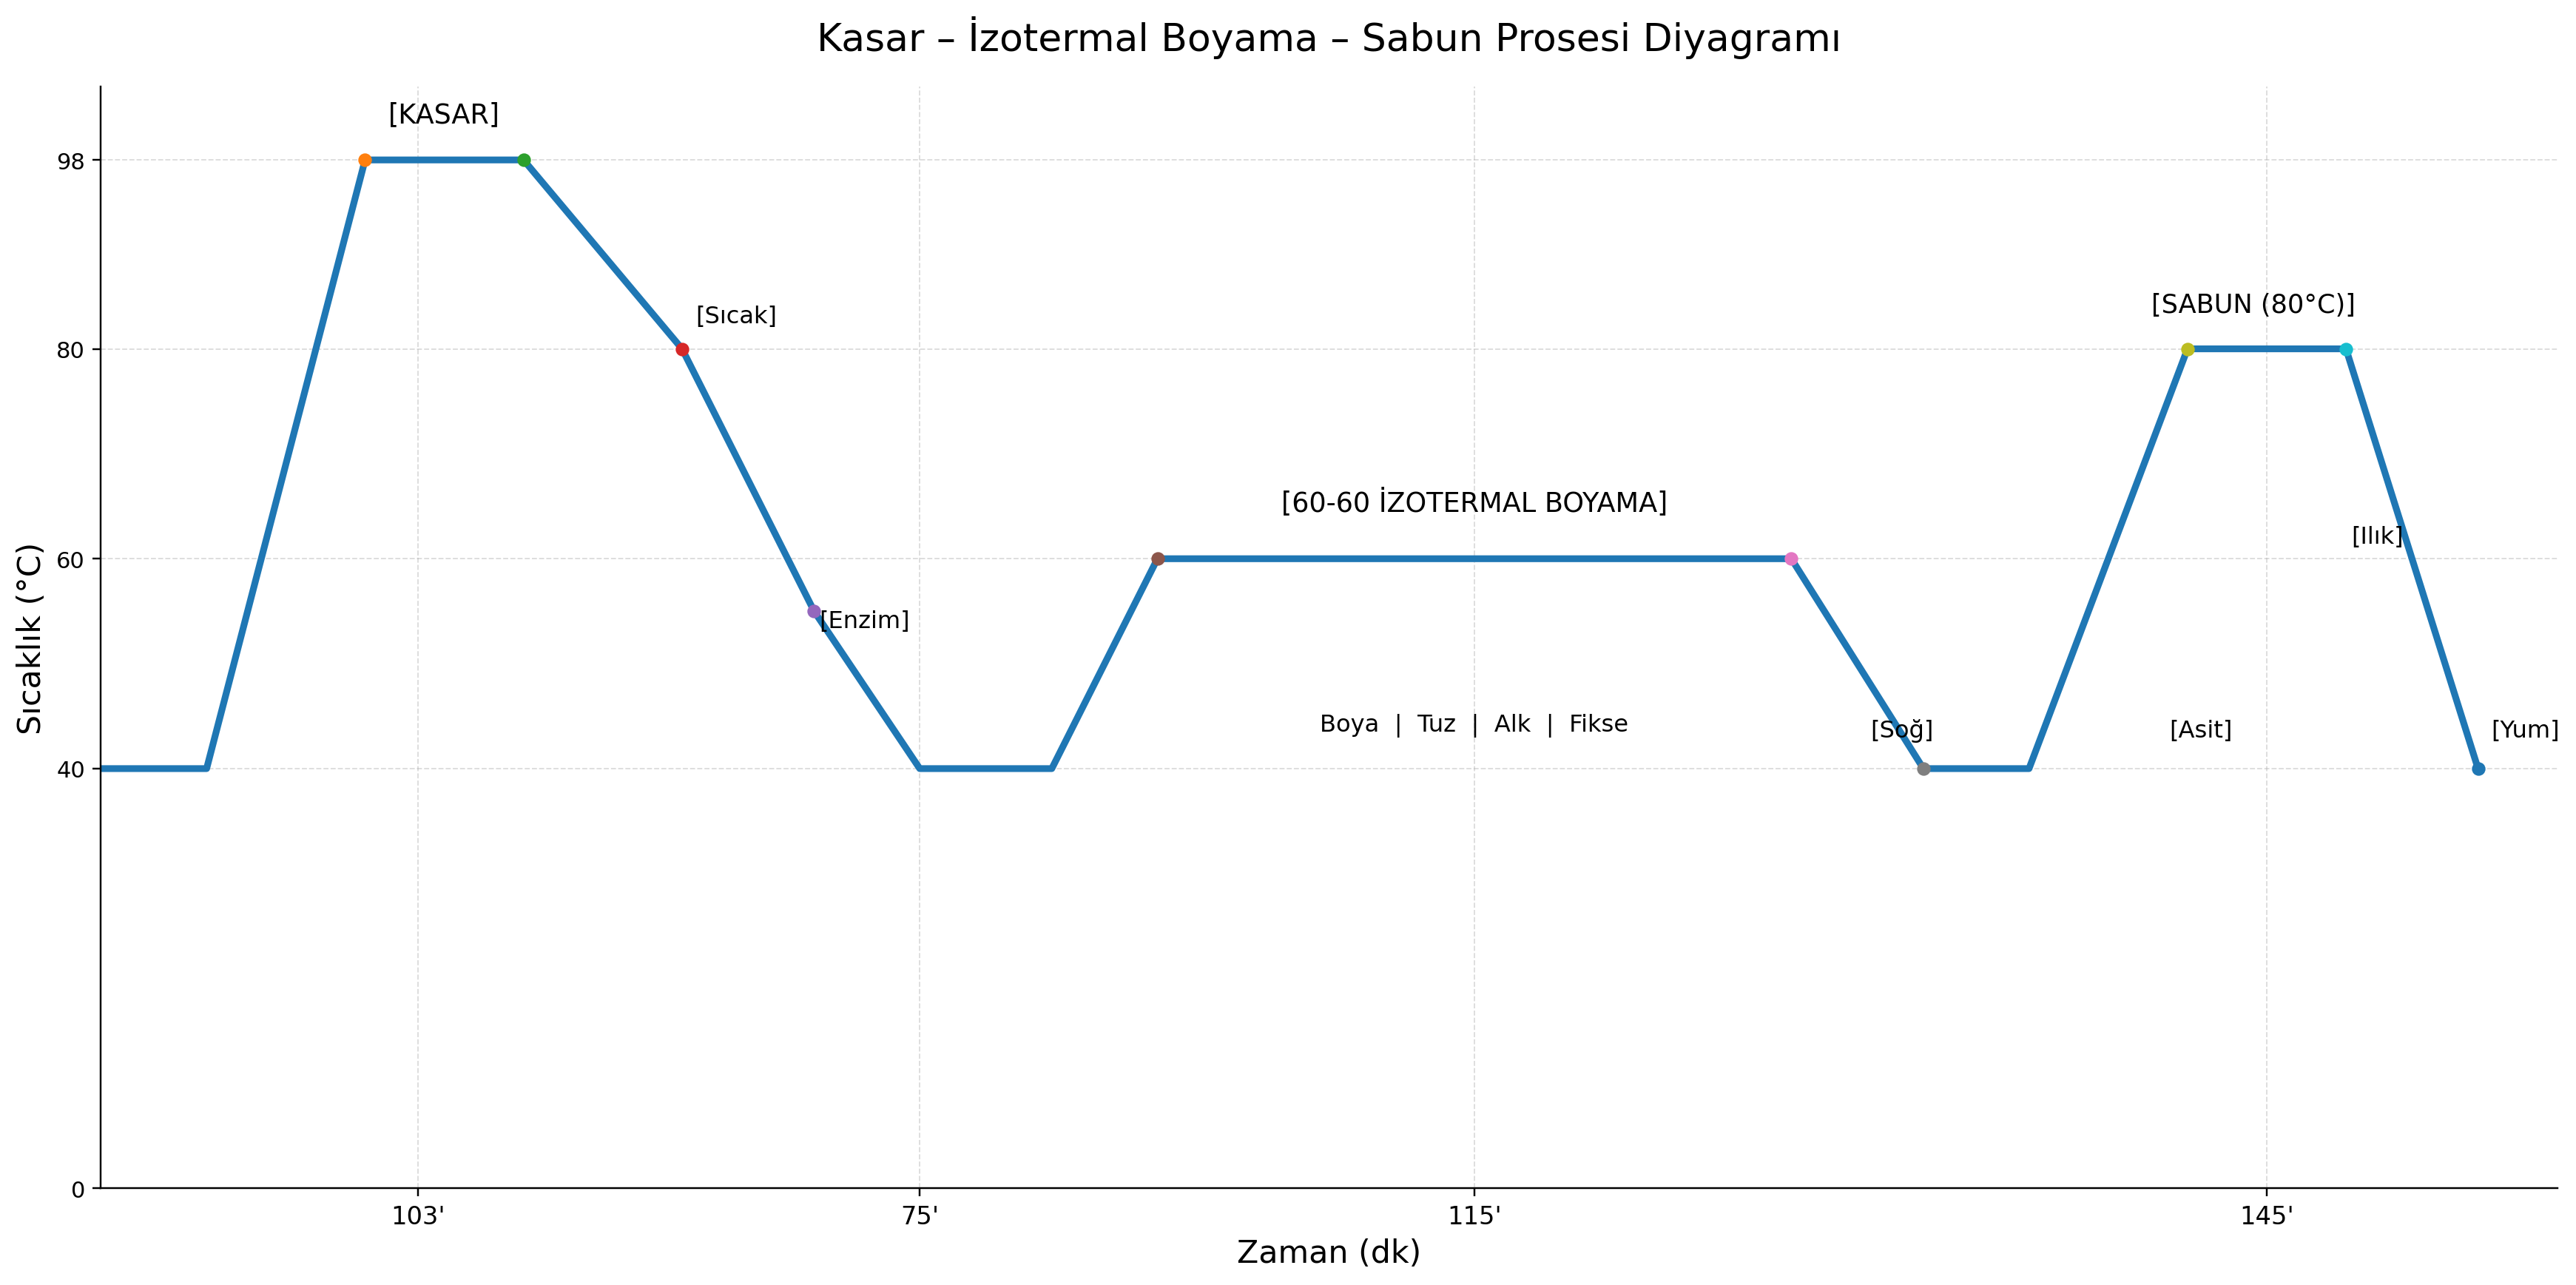 Kasar – İzotermal Boyama – Sabun Prosesi Diyagramı
[KASAR]
98
[SABUN (80°C)]
[Sıcak]
80
[60-60 İZOTERMAL BOYAMA]
[Ilık]
60
[Enzim]
Sıcaklık (°C)
Boya | Tuz | Alk | Fikse
[Soğ]
[Asit]
[Yum]
40
0
103'
75'
115'
145'
Zaman (dk)